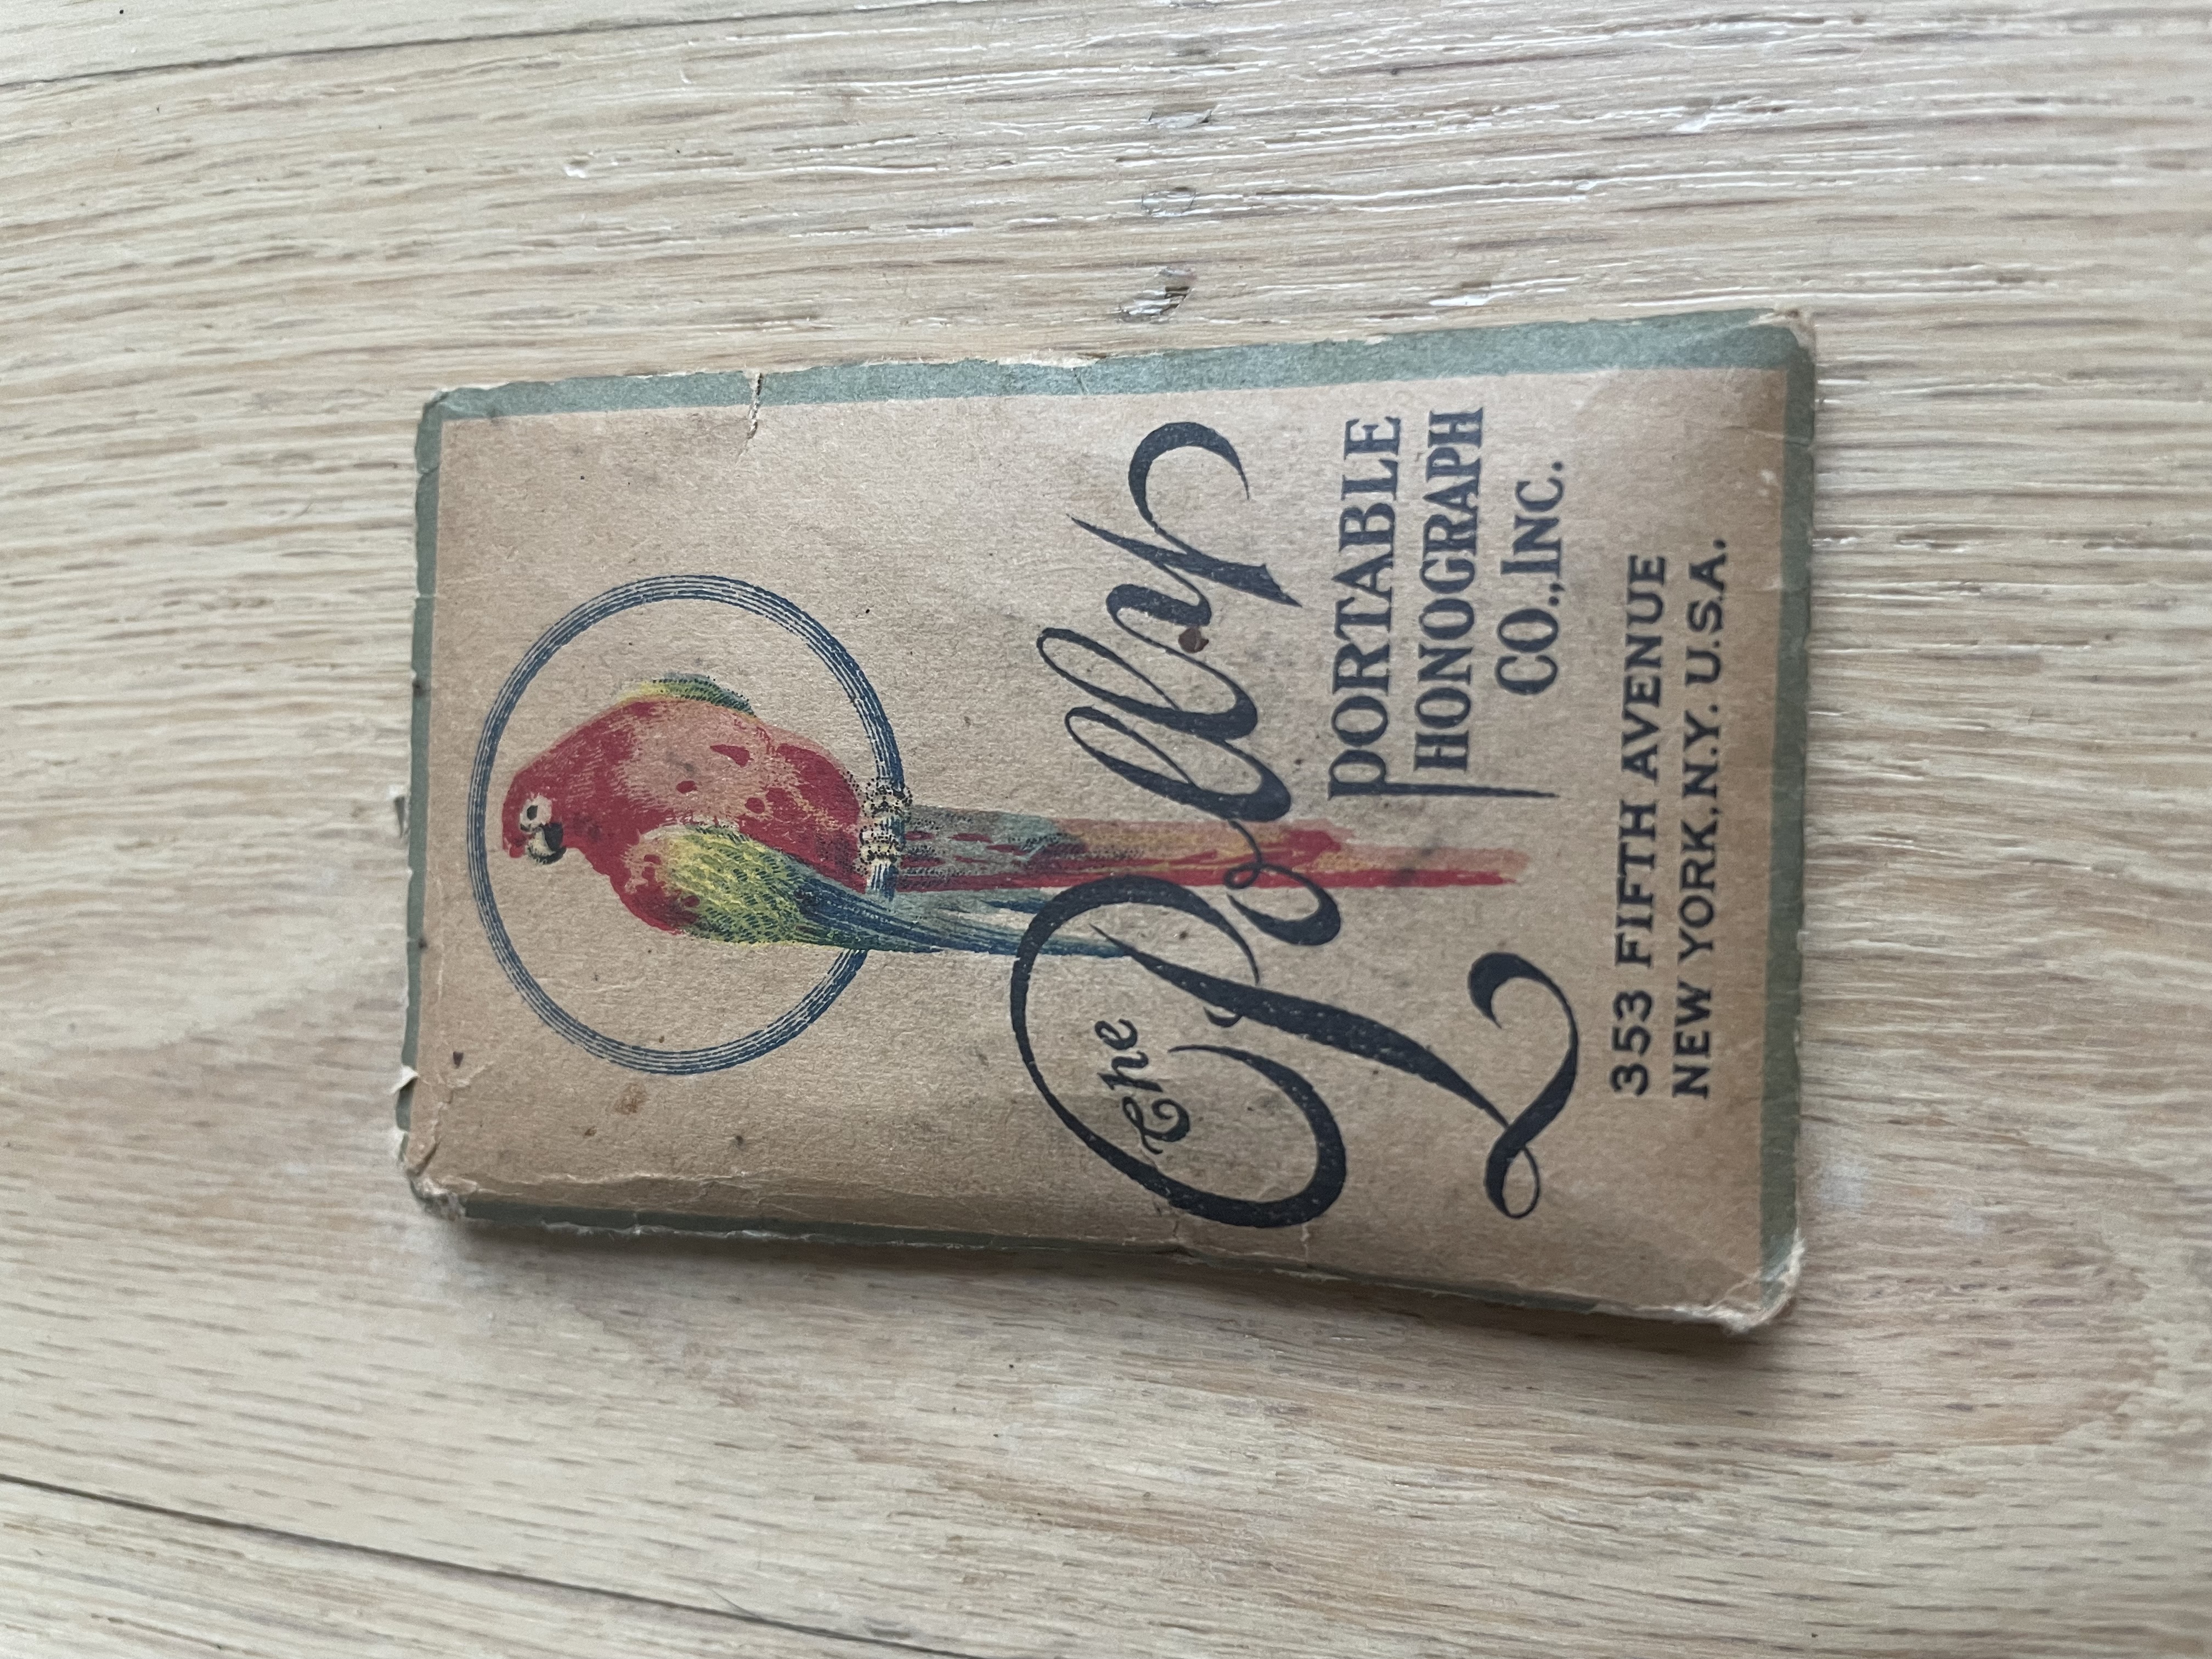 The Polly
PORTABLE
PHONOGRAPH
CO., INC.
353 FIFTH AVENUE
NEW YORK, N.Y. U.S.A.